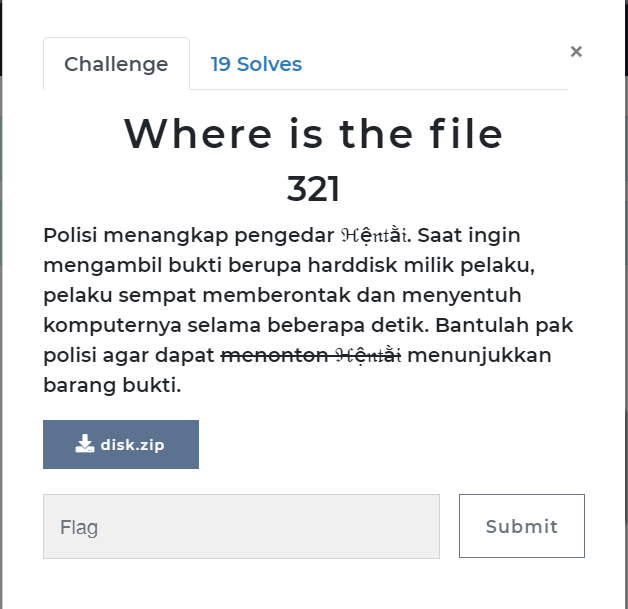 Challenge
19 Solves
×
Where is the file
321
Polisi menangkap pengedar ℌệ𝔫𝔱ằ𝔦. Saat ingin
mengambil bukti berupa harddisk milik pelaku,
pelaku sempat memberontak dan menyentuh
komputernya selama beberapa detik. Bantulah pak
polisi agar dapat menonton ℌệ𝔫𝔱ằ𝔦 menunjukkan
barang bukti.
disk.zip
Flag
Submit